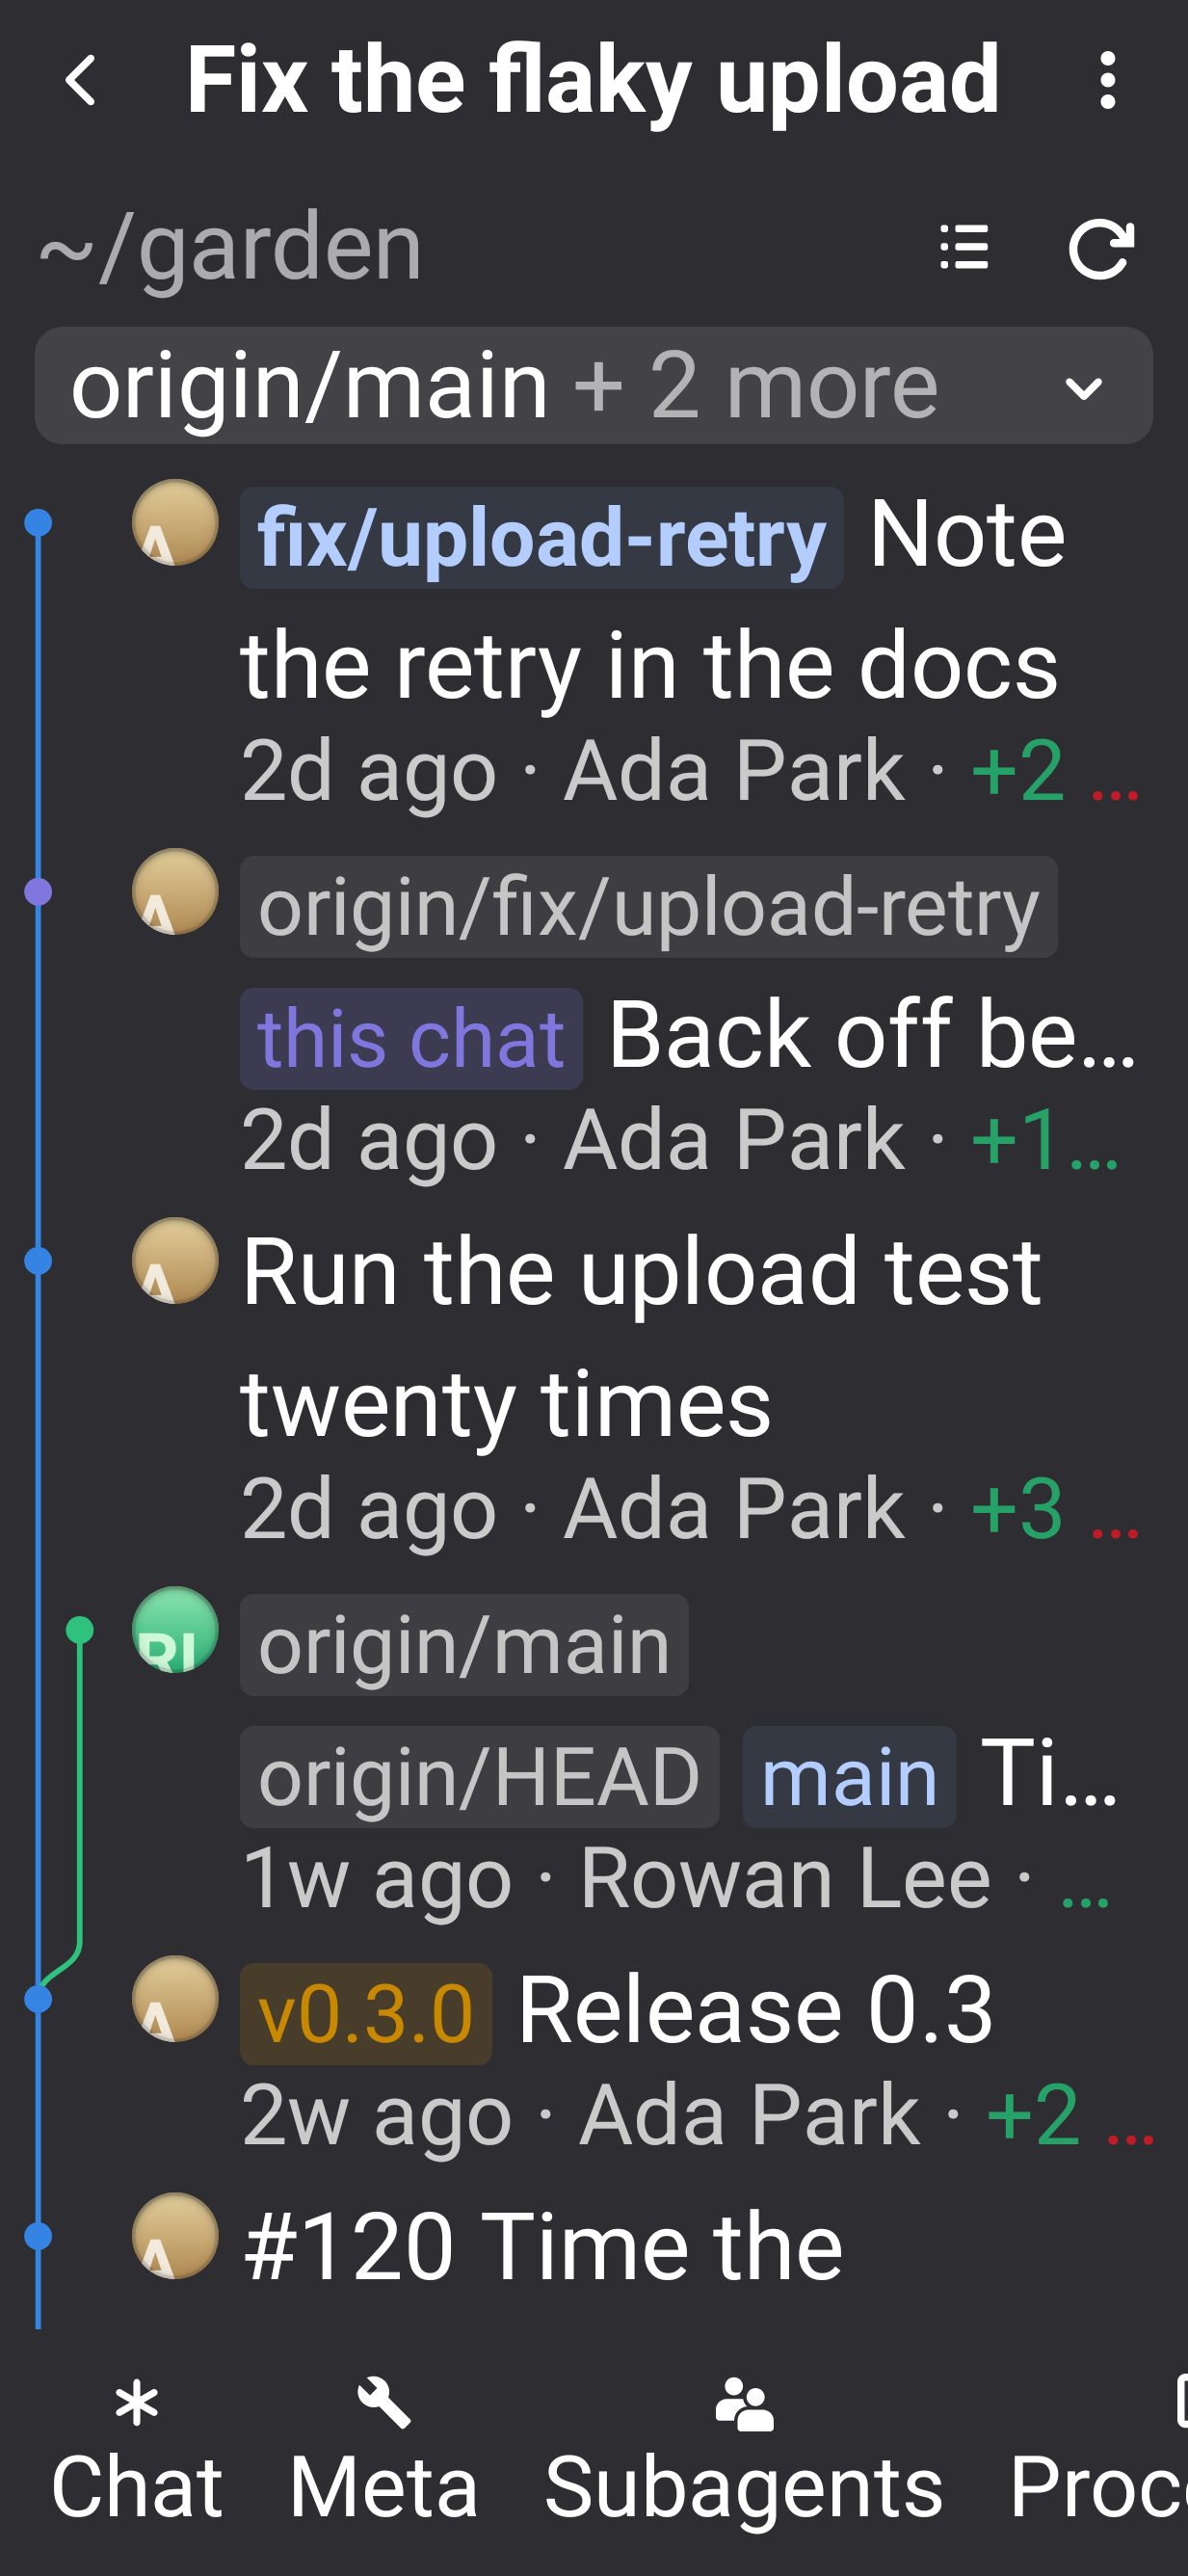 Fix the flaky upload
~/garden
origin/main + 2 more
fix/upload-retry Note
the retry in the docs
2d ago · Ada Park · +2 …
origin/fix/upload-retry
this chat Back off be…
2d ago · Ada Park · +1…
Run the upload test
twenty times
2d ago · Ada Park · +3 …
origin/main
origin/HEAD main Ti…
1w ago · Rowan Lee · …
v0.3.0 Release 0.3
2w ago · Ada Park · +2 …
#120 Time the
Chat Meta Subagents